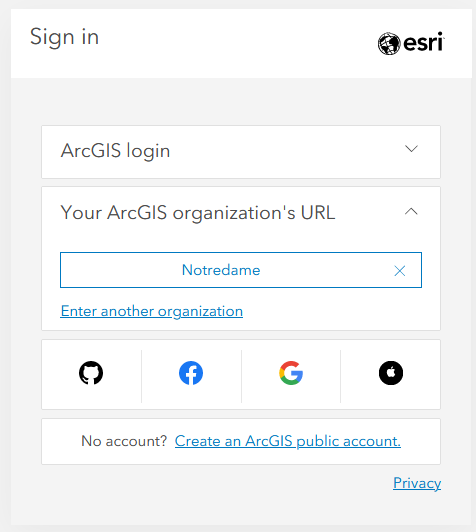 Sign in
esri
ArcGIS login
Your ArcGIS organization's URL
Notredame
Enter another organization
No account? Create an ArcGIS public account.
Privacy